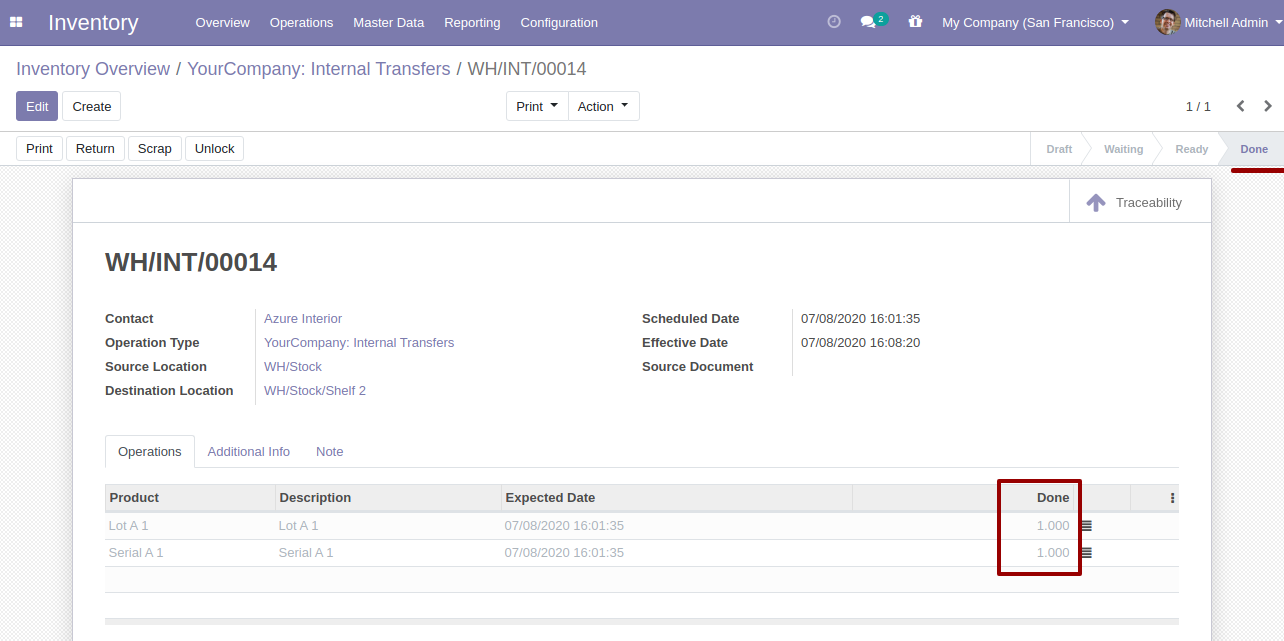 Inventory Overview Operations Master Data Reporting Configuration 2 My Company (San Francisco) Mitchell Admin
Inventory Overview / YourCompany: Internal Transfers / WH/INT/00014
Edit Create Print Action 1 / 1
Print Return Scrap Unlock Draft Waiting Ready Done
Traceability
WH/INT/00014
Contact Azure Interior Scheduled Date 07/08/2020 16:01:35
Operation Type YourCompany: Internal Transfers Effective Date 07/08/2020 16:08:20
Source Location WH/Stock Source Document
Destination Location WH/Stock/Shelf 2
Operations Additional Info Note
Product Description Expected Date Done
Lot A 1 Lot A 1 07/08/2020 16:01:35 1.000
Serial A 1 Serial A 1 07/08/2020 16:01:35 1.000